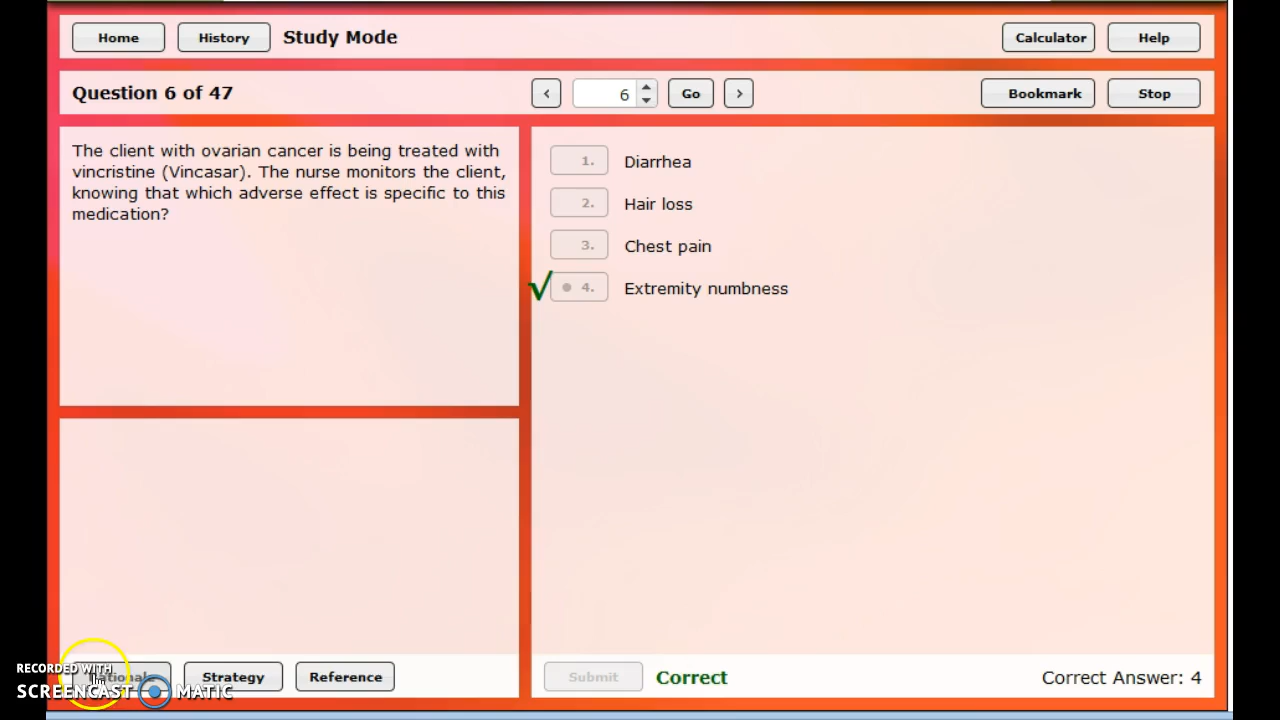 Home
History
Study Mode
Calculator
Help
Question 6 of 47
<
6
Go
>
Bookmark
Stop
The client with ovarian cancer is being treated with
vincristine (Vincasar). The nurse monitors the client,
knowing that which adverse effect is specific to this
medication?
1. Diarrhea
2. Hair loss
3. Chest pain
√ 4. Extremity numbness
RECORDED WITH
SCREENCAST MATIC
Rationale
Strategy
Reference
Submit
Correct
Correct Answer: 4